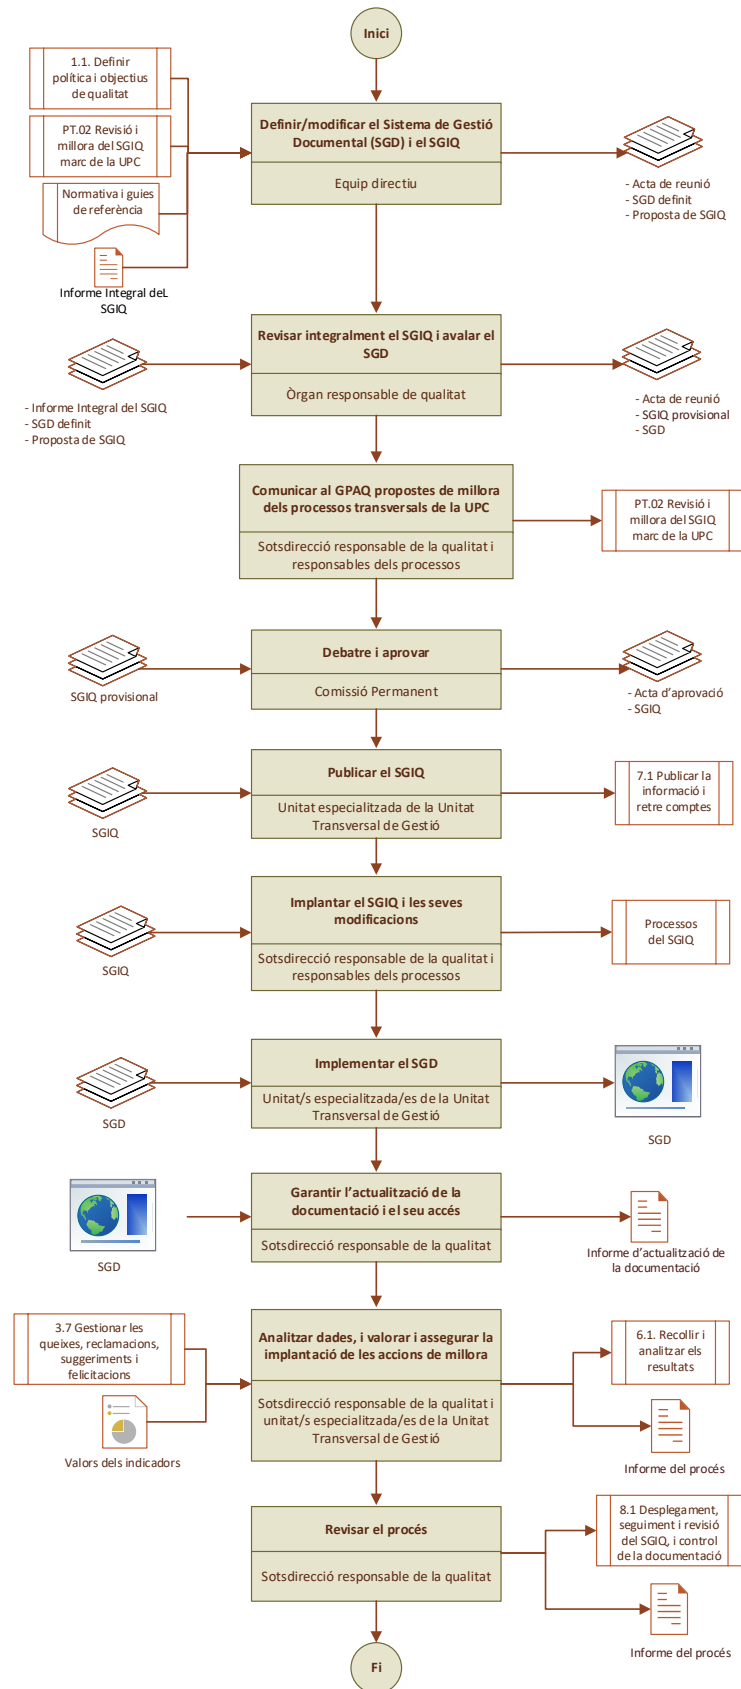 Inici
1.1. Definir
política i objectius
de qualitat
PT.02 Revisió i
millora del SGIQ
marc de la UPC
Normativa i guies
de referència
Informe Integral deL
SGIQ
Definir/modificar el Sistema de Gestió
Documental (SGD) i el SGIQ
Equip directiu
- Acta de reunió
- SGD definit
- Proposta de SGIQ
Revisar integralment el SGIQ i avalar el
SGD
Òrgan responsable de qualitat
- Informe Integral del SGIQ
- SGD definit
- Proposta de SGIQ
- Acta de reunió
- SGIQ provisional
- SGD
Comunicar al GPAQ propostes de millora
dels processos transversals de la UPC
Sotsdirecció responsable de la qualitat i
responsables dels processos
PT.02 Revisió i
millora del SGIQ
marc de la UPC
Debatre i aprovar
Comissió Permanent
SGIQ provisional
- Acta d'aprovació
- SGIQ
Publicar el SGIQ
Unitat especialitzada de la Unitat
Transversal de Gestió
SGIQ
7.1 Publicar la
informació i
retre comptes
Implantar el SGIQ i les seves
modificacions
Sotsdirecció responsable de la qualitat i
responsables dels processos
SGIQ
Processos
del SGIQ
Implementar el SGD
Unitat/s especialitzada/es de la Unitat
Transversal de Gestió
SGD
SGD
Garantir l'actualització de la
documentació i el seu accés
Sotsdirecció responsable de la qualitat
SGD
Informe d'actualització de
la documentació
3.7 Gestionar les
queixes, reclamacions,
suggeriments i
felicitacions
Valors dels indicadors
Analitzar dades, i valorar i assegurar la
implantació de les accions de millora
Sotsdirecció responsable de la qualitat i
unitat/s especialitzada/es de la Unitat
Transversal de Gestió
6.1. Recollir i
analitzar els
resultats
Informe del procés
Revisar el procés
Sotsdirecció responsable de la qualitat
8.1 Desplegament,
seguiment i revisió
del SGIQ, i control
de la documentació
Informe del procés
Fi